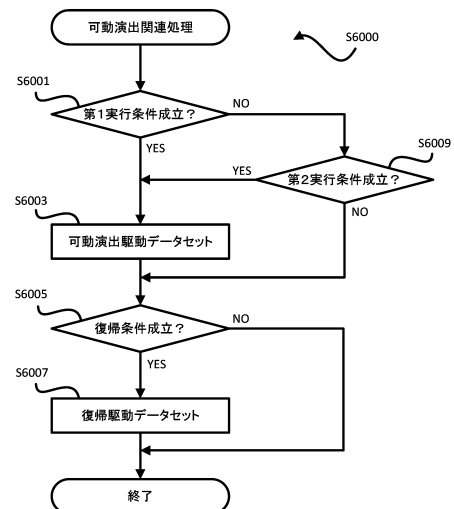 可動演出関連処理
S6000
S6001
第1実行条件成立？
NO
YES
S6009
第2実行条件成立？
YES
NO
S6003
可動演出駆動データセット
S6005
復帰条件成立？
NO
YES
S6007
復帰駆動データセット
終了